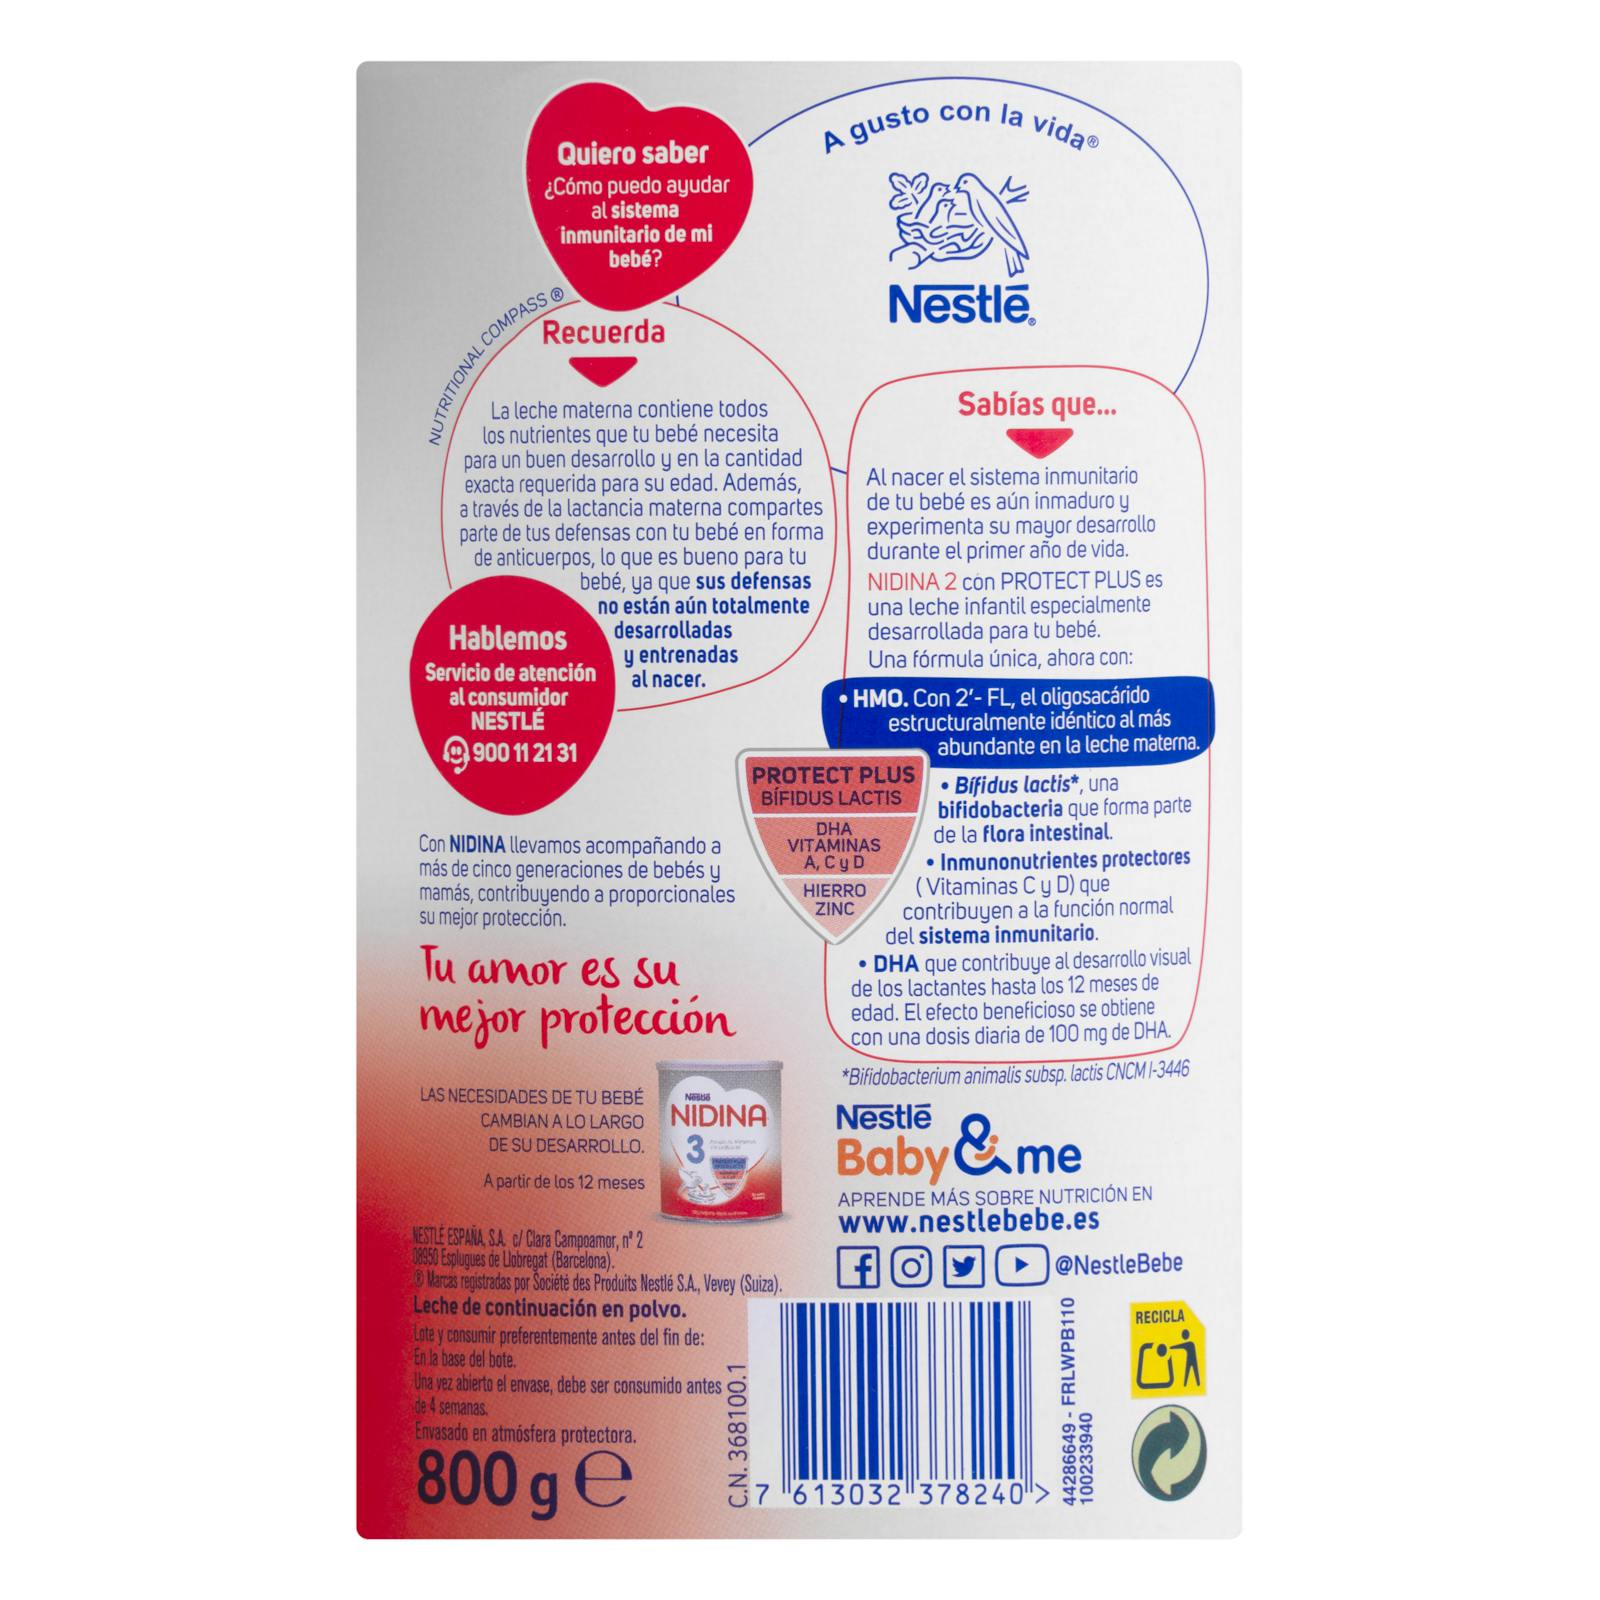 Quiero saber
¿Cómo puedo ayudar
al sistema
inmunitario de mi
bebé?
A gusto con la vida®
Nestlé®
NUTRITIONAL COMPASS ®
Recuerda
La leche materna contiene todos
los nutrientes que tu bebé necesita
para un buen desarrollo y en la cantidad
exacta requerida para su edad. Además,
a través de la lactancia materna compartes
parte de tus defensas con tu bebé en forma
de anticuerpos, lo que es bueno para tu
bebé, ya que sus defensas
no están aún totalmente
desarrolladas
y entrenadas
al nacer.
Hablemos
Servicio de atención
al consumidor
NESTLÉ
900 11 21 31
Sabías que...
Al nacer el sistema inmunitario
de tu bebé es aún inmaduro y
experimenta su mayor desarrollo
durante el primer año de vida.
NIDINA 2 con PROTECT PLUS es
una leche infantil especialmente
desarrollada para tu bebé.
Una fórmula única, ahora con:
• HMO. Con 2'- FL, el oligosacárido
estructuralmente idéntico al más
abundante en la leche materna.
PROTECT PLUS
BÍFIDUS LACTIS
DHA
VITAMINAS
A, C y D
HIERRO
ZINC
• Bífidus lactis*, una
bifidobacteria que forma parte
de la flora intestinal.
• Inmunonutrientes protectores
( Vitaminas C y D) que
contribuyen a la función normal
del sistema inmunitario.
• DHA que contribuye al desarrollo visual
de los lactantes hasta los 12 meses de
edad. El efecto beneficioso se obtiene
con una dosis diaria de 100 mg de DHA.
*Bifidobacterium animalis subsp. lactis CNCM I-3446
Con NIDINA llevamos acompañando a
más de cinco generaciones de bebés y
mamás, contribuyendo a proporcionales
su mejor protección.
Tu amor es su
mejor protección
LAS NECESIDADES DE TU BEBÉ
CAMBIAN A LO LARGO
DE SU DESARROLLO.
A partir de los 12 meses
Nestlé
NIDINA
3
Nestlé
Baby & me
APRENDE MÁS SOBRE NUTRICIÓN EN
www.nestlebebe.es
@NestleBebe
NESTLÉ ESPAÑA, S.A. c/ Clara Campoamor, nº 2
08950 Esplugues de Llobregat (Barcelona).
® Marcas registradas por Société des Produits Nestlé S.A., Vevey (Suiza).
Leche de continuación en polvo.
Lote y consumir preferentemente antes del fin de:
En la base del bote.
Una vez abierto el envase, debe ser consumido antes
de 4 semanas.
Envasado en atmósfera protectora.
800 g e
C.N. 368100.1
7 613032 378240 >
44286649 - FRLWPB110
100233940
RECICLA